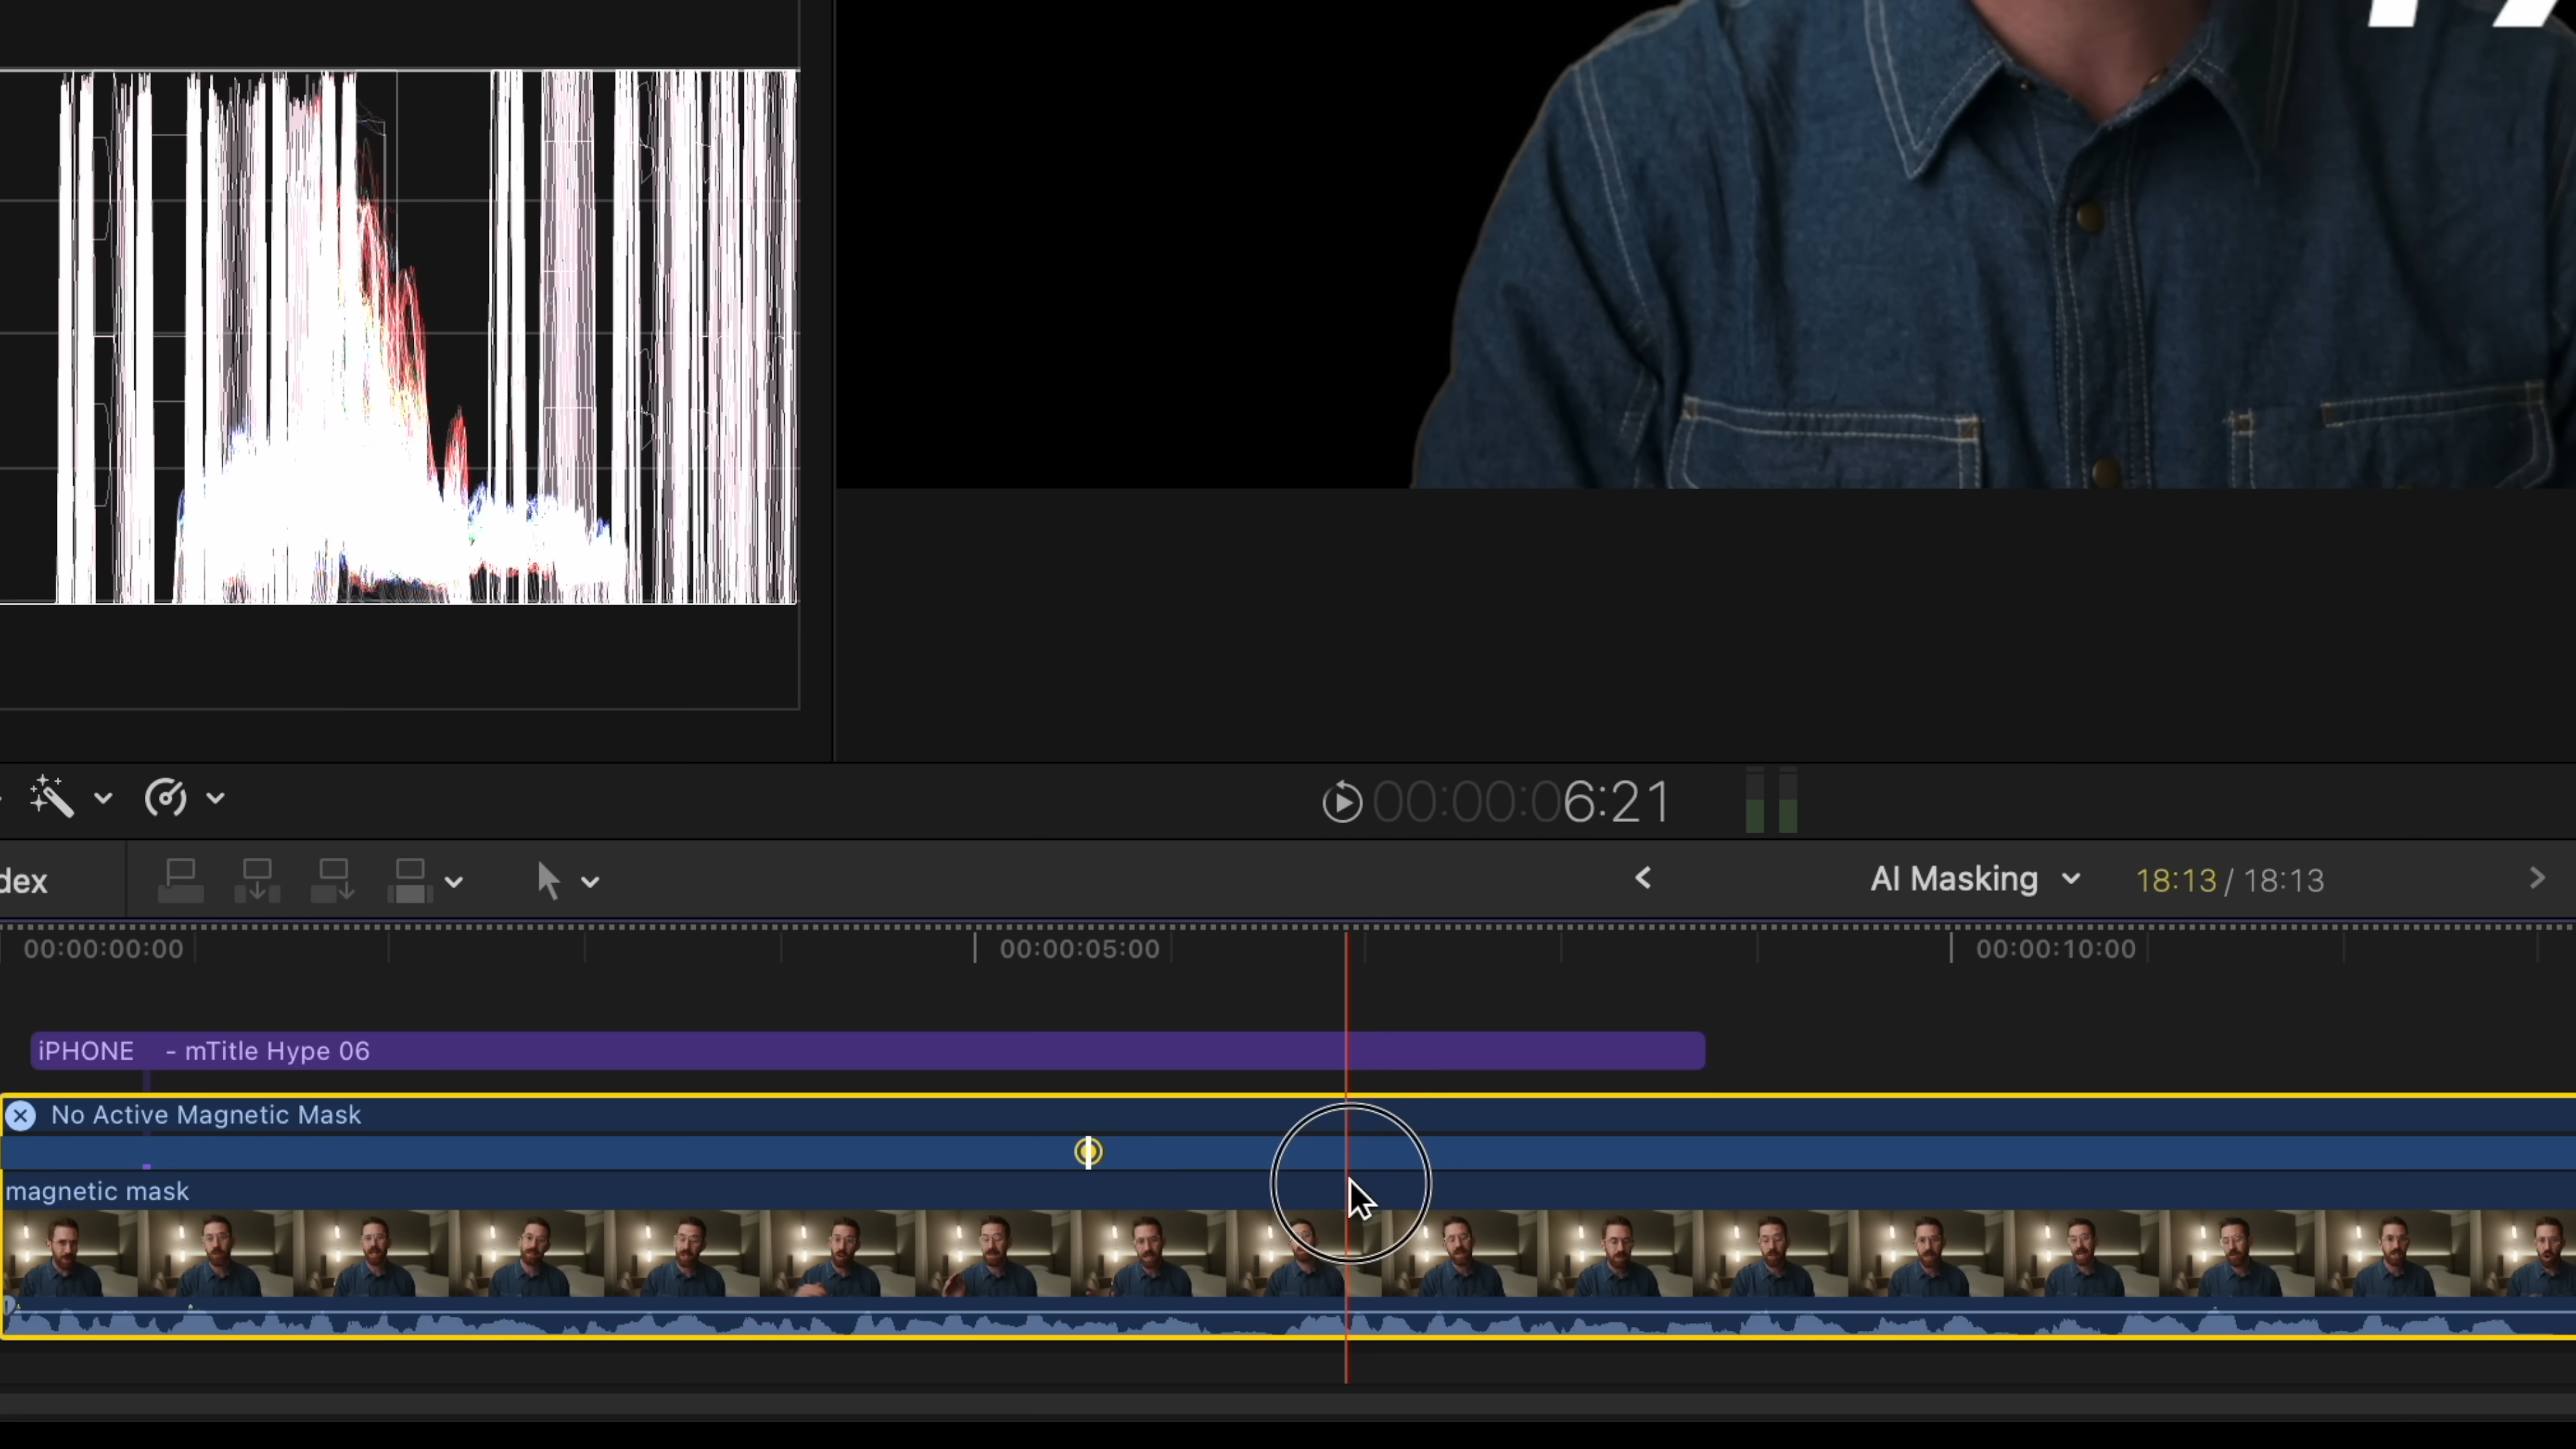 00:00:06:21
dex
AI Masking
18:13 / 18:13
00:00:00:00
00:00:05:00
00:00:10:00
iPHONE - mTitle Hype 06
No Active Magnetic Mask
magnetic mask